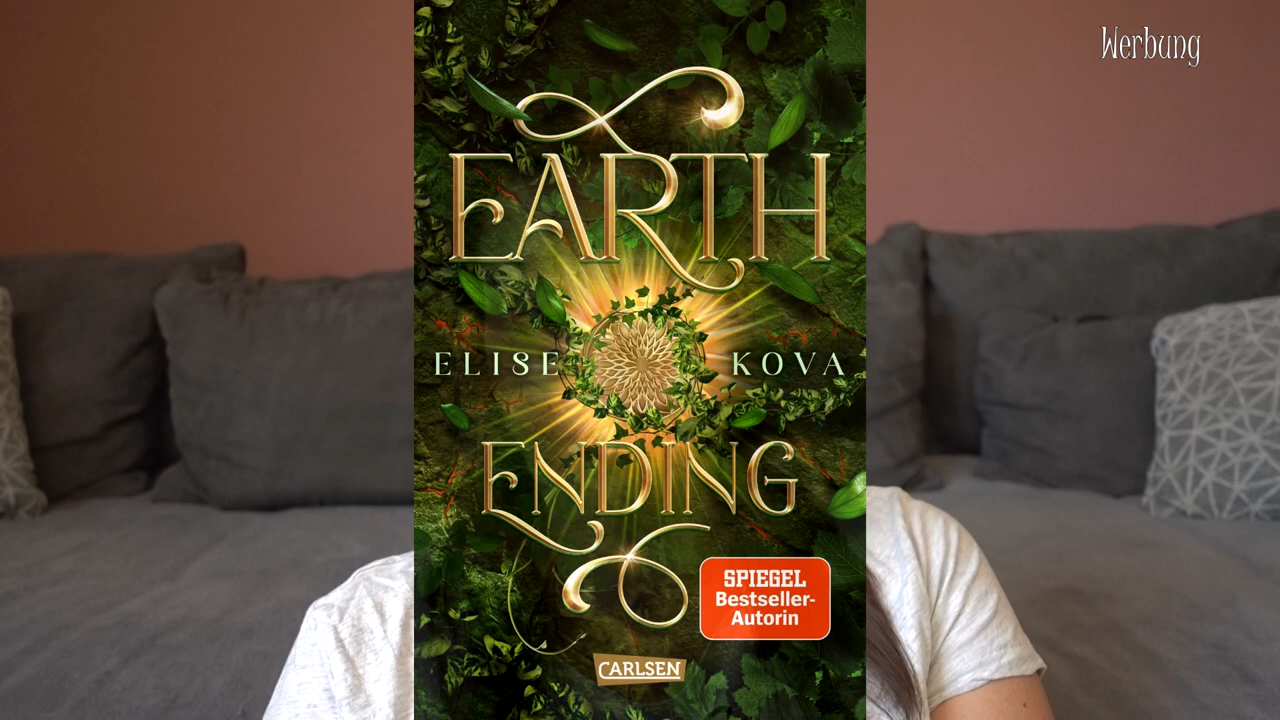 Werbung
EARTH
ELISE KOVA
ENDING
SPIEGEL
Bestseller-
Autorin
CARLSEN